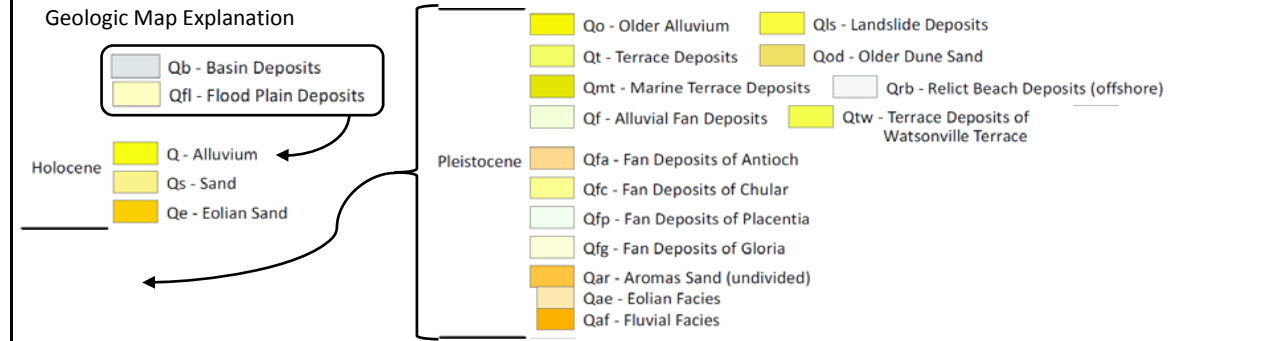 Geologic Map Explanation
Qb - Basin Deposits
Qfl - Flood Plain Deposits
Holocene
Q - Alluvium
Qs - Sand
Qe - Eolian Sand
Pleistocene
Qo - Older Alluvium
Qls - Landslide Deposits
Qt - Terrace Deposits
Qod - Older Dune Sand
Qmt - Marine Terrace Deposits
Qrb - Relict Beach Deposits (offshore)
Qf - Alluvial Fan Deposits
Qtw - Terrace Deposits of
Watsonville Terrace
Qfa - Fan Deposits of Antioch
Qfc - Fan Deposits of Chular
Qfp - Fan Deposits of Placentia
Qfg - Fan Deposits of Gloria
Qar - Aromas Sand (undivided)
Qae - Eolian Facies
Qaf - Fluvial Facies